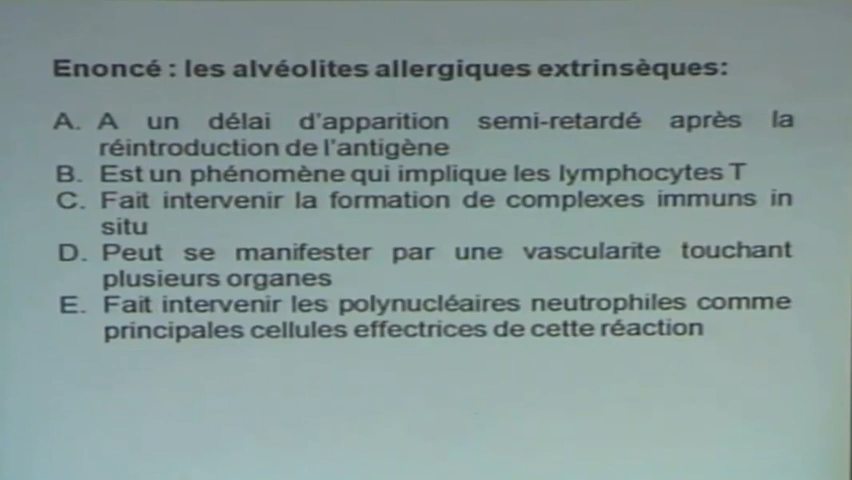 Enoncé : les alvéolites allergiques extrinsèques:
A. A un délai d'apparition semi-retardé après la
réintroduction de l'antigène
B. Est un phénomène qui implique les lymphocytes T
C. Fait intervenir la formation de complexes immuns in
situ
D. Peut se manifester par une vascularite touchant
plusieurs organes
E. Fait intervenir les polynucléaires neutrophiles comme
principales cellules effectrices de cette réaction